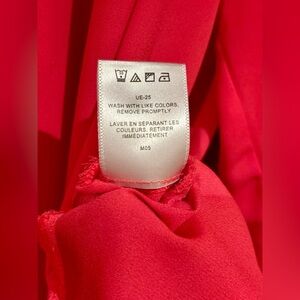 UE-25
WASH WITH LIKE COLORS,
REMOVE PROMPTLY.
LAVER EN SÉPARANT LES
COULEURS, RETIRER
IMMÉDIATEMENT
M05